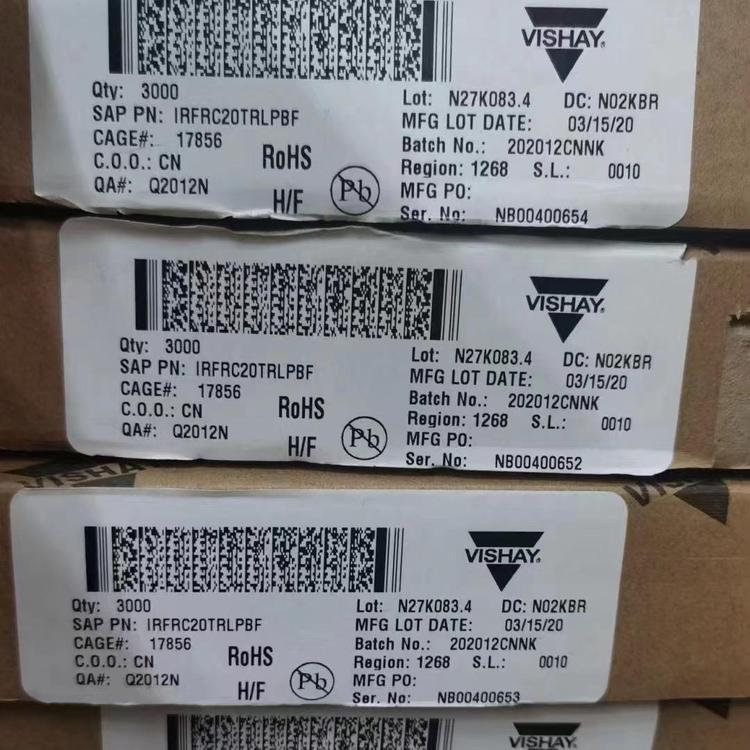 VISHAY.
Qty: 3000
SAP PN: IRFRC20TRLPBF
CAGE#: 17856
C.O.O.: CN
QA#: Q2012N
RoHS
H/F
Pb
Lot: N27K083.4 DC: N02KBR
MFG LOT DATE: 03/15/20
Batch No.: 202012CNNK
Region: 1268 S.L.: 0010
MFG PO:
Ser. No: NB00400654
VISHAY.
Qty: 3000
SAP PN: IRFRC20TRLPBF
CAGE#: 17856
C.O.O.: CN
QA#: Q2012N
RoHS
H/F
Pb
Lot: N27K083.4 DC: N02KBR
MFG LOT DATE: 03/15/20
Batch No.: 202012CNNK
Region: 1268 S.L.: 0010
MFG PO:
Ser. No: NB00400652
VISHAY
VISHAY.
Qty: 3000
SAP PN: IRFRC20TRLPBF
CAGE#: 17856
C.O.O.: CN
QA#: Q2012N
RoHS
H/F
Pb
Lot: N27K083.4 DC: N02KBR
MFG LOT DATE: 03/15/20
Batch No.: 202012CNNK
Region: 1268 S.L.: 0010
MFG PO:
Ser. No: NB00400653
VISHAY